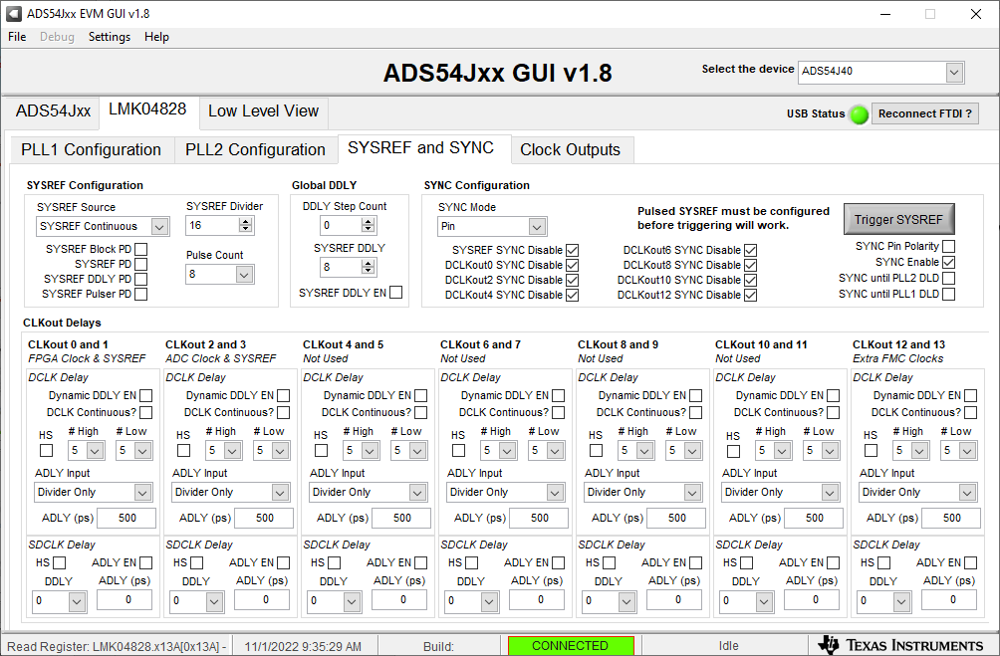 ADS54Jxx EVM GUI v1.8
File Debug Settings Help
ADS54Jxx GUI v1.8
Select the device ADS54J40
ADS54Jxx LMK04828 Low Level View
USB Status Reconnect FTDI ?
PLL1 Configuration PLL2 Configuration SYSREF and SYNC Clock Outputs
SYSREF Configuration
SYSREF Source SYSREF Divider
SYSREF Continuous 16
SYSREF Block PD
SYSREF PD
SYSREF DDLY PD
SYSREF Pulser PD
Pulse Count
8
Global DDLY
DDLY Step Count
0
SYSREF DDLY
8
SYSREF DDLY EN
SYNC Configuration
SYNC Mode
Pin
SYSREF SYNC Disable
DCLKout0 SYNC Disable
DCLKout2 SYNC Disable
DCLKout4 SYNC Disable
Pulsed SYSREF must be configured
before triggering will work.
DCLKout6 SYNC Disable
DCLKout8 SYNC Disable
DCLKout10 SYNC Disable
DCLKout12 SYNC Disable
Trigger SYSREF
SYNC Pin Polarity
SYNC Enable
SYNC until PLL2 DLD
SYNC until PLL1 DLD
CLKout Delays
CLKout 0 and 1
FPGA Clock & SYSREF
DCLK Delay
Dynamic DDLY EN
DCLK Continuous?
HS # High # Low
5 5
ADLY Input
Divider Only
ADLY (ps) 500
SDCLK Delay
HS ADLY EN
DDLY ADLY (ps)
0 0
CLKout 2 and 3
ADC Clock & SYSREF
DCLK Delay
Dynamic DDLY EN
DCLK Continuous?
HS # High # Low
5 5
ADLY Input
Divider Only
ADLY (ps) 500
SDCLK Delay
HS ADLY EN
DDLY ADLY (ps)
0 0
CLKout 4 and 5
Not Used
DCLK Delay
Dynamic DDLY EN
DCLK Continuous?
HS # High # Low
5 5
ADLY Input
Divider Only
ADLY (ps) 500
SDCLK Delay
HS ADLY EN
DDLY ADLY (ps)
0 0
CLKout 6 and 7
Not Used
DCLK Delay
Dynamic DDLY EN
DCLK Continuous?
HS # High # Low
5 5
ADLY Input
Divider Only
ADLY (ps) 500
SDCLK Delay
HS ADLY EN
DDLY ADLY (ps)
0 0
CLKout 8 and 9
Not Used
DCLK Delay
Dynamic DDLY EN
DCLK Continuous?
HS # High # Low
5 5
ADLY Input
Divider Only
ADLY (ps) 500
SDCLK Delay
HS ADLY EN
DDLY ADLY (ps)
0 0
CLKout 10 and 11
Not Used
DCLK Delay
Dynamic DDLY EN
DCLK Continuous?
HS # High # Low
5 5
ADLY Input
Divider Only
ADLY (ps) 500
SDCLK Delay
HS ADLY EN
DDLY ADLY (ps)
0 0
CLKout 12 and 13
Extra FMC Clocks
DCLK Delay
Dynamic DDLY EN
DCLK Continuous?
HS # High # Low
5 5
ADLY Input
Divider Only
ADLY (ps) 500
SDCLK Delay
HS ADLY EN
DDLY ADLY (ps)
0 0
Read Register: LMK04828.x13A[0x13A] - 11/1/2022 9:35:29 AM Build: CONNECTED Idle TEXAS INSTRUMENTS